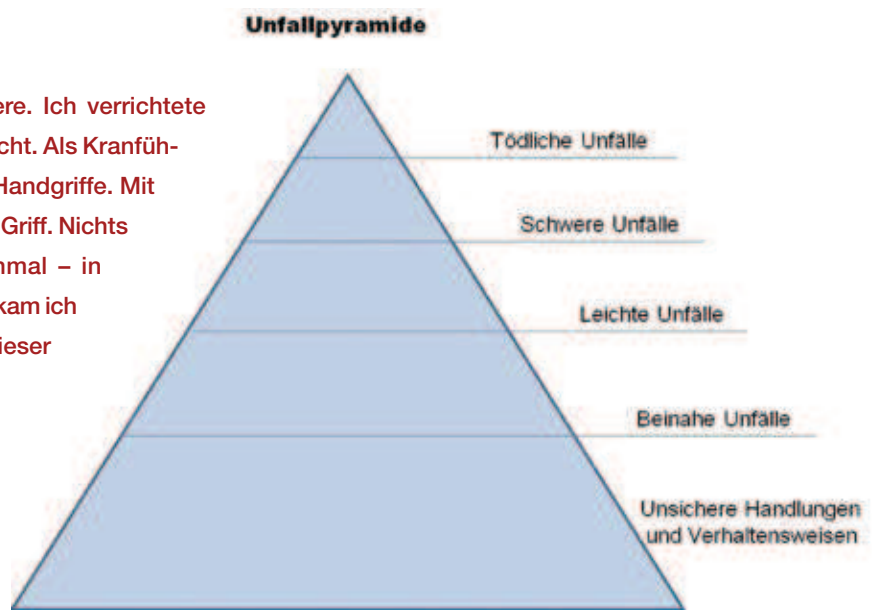 Unfallpyramide
ere. Ich verrichtete
cht. Als Kranfüh-
Handgriffe. Mit
Griff. Nichts
nmal – in
kam ich
ieser
Tödliche Unfälle
Schwere Unfälle
Leichte Unfälle
Beinahe Unfälle
Unsichere Handlungen
und Verhaltensweisen